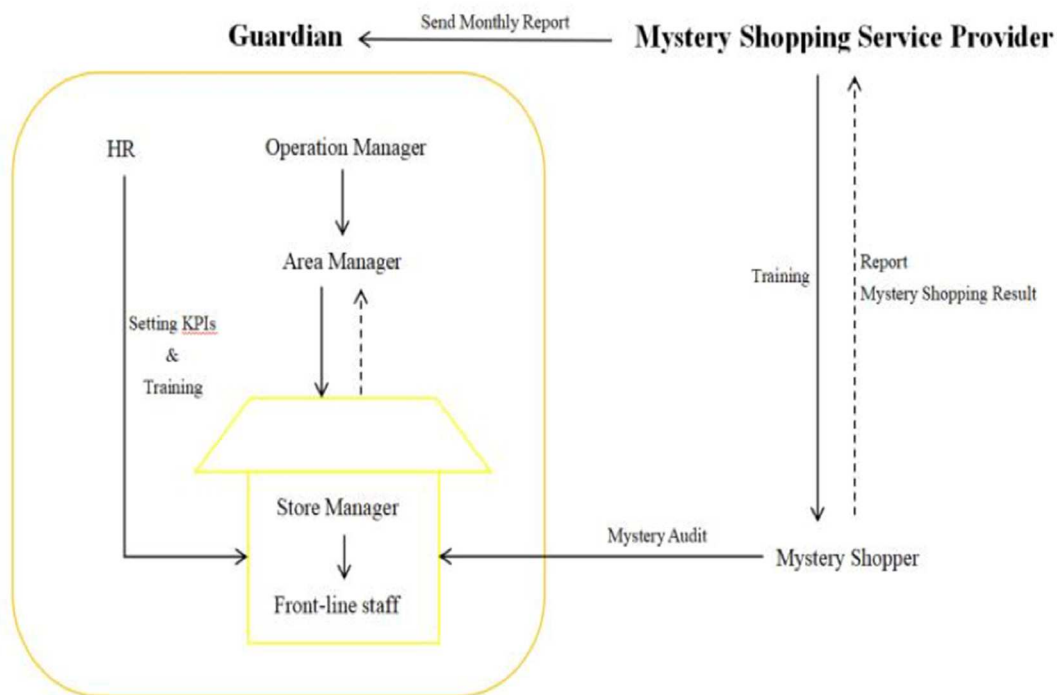 Send Monthly Report
Guardian
Mystery Shopping Service Provider
HR
Operation Manager
Area Manager
Training
Report
Mystery Shopping Result
Setting KPIs
&
Training
Store Manager
Mystery Audit
Mystery Shopper
Front-line staff